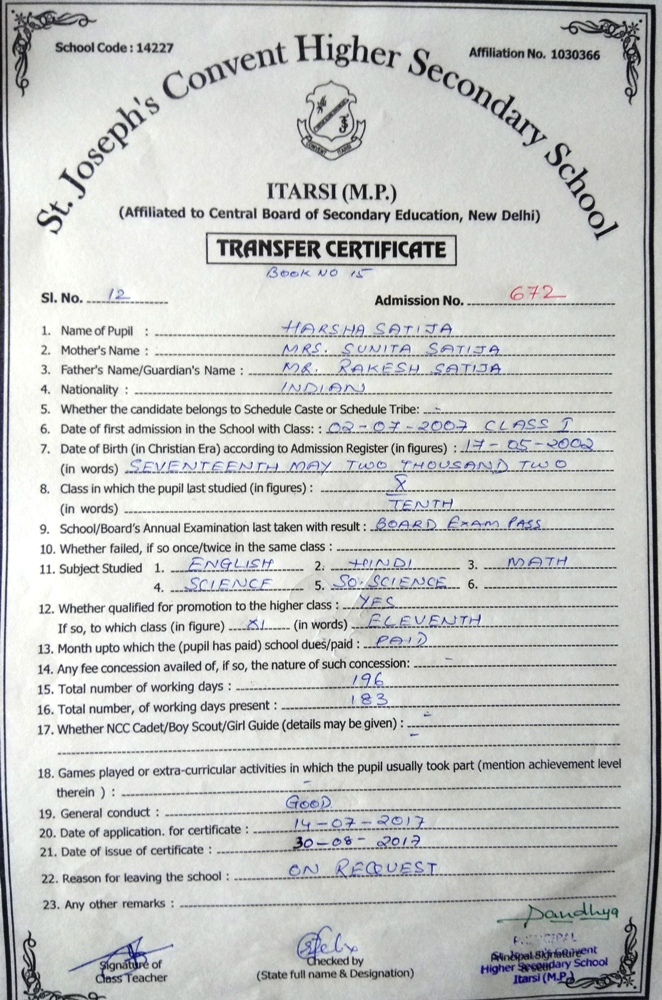 School Code : 14227
Affiliation No. 1030366
St. Joseph's Convent Higher Secondary School
ITARSI (M.P.)
(Affiliated to Central Board of Secondary Education, New Delhi)
TRANSFER CERTIFICATE
BOOK NO 15
Sl. No. 12 Admission No. 672
1. Name of Pupil : HARSHA SATIJA
2. Mother's Name : MRS. SUNITA SATIJA
3. Father's Name/Guardian's Name : MR. RAKESH SATIJA
4. Nationality : INDIAN
5. Whether the candidate belongs to Schedule Caste or Schedule Tribe: -
6. Date of first admission in the School with Class: : 02-07-2007 CLASS I
7. Date of Birth (in Christian Era) according to Admission Register (in figures) : 17-05-2002
(in words) SEVENTEENTH MAY TWO THOUSAND TWO
8. Class in which the pupil last studied (in figures) : X
(in words) TENTH
9. School/Board's Annual Examination last taken with result : BOARD EXAM PASS
10. Whether failed, if so once/twice in the same class :
11. Subject Studied 1. ENGLISH 2. HINDI 3. MATH
4. SCIENCE 5. SO. SCIENCE 6.
12. Whether qualified for promotion to the higher class : YES
If so, to which class (in figure) XI (in words) ELEVENTH
13. Month upto which the (pupil has paid) school dues/paid : PAID
14. Any fee concession availed of, if so, the nature of such concession: -
15. Total number of working days : 196
16. Total number, of working days present : 183
17. Whether NCC Cadet/Boy Scout/Girl Guide (details may be given) : -
-
18. Games played or extra-curricular activities in which the pupil usually took part (mention achievement level
therein ) : -
19. General conduct : GOOD
20. Date of application. for certificate : 14-07-2017
21. Date of issue of certificate : 30-08-2017
22. Reason for leaving the school : ON REQUEST
23. Any other remarks :
Signature of
Class Teacher
Checked by
(State full name & Designation)
PRINCIPAL
Principal Signature
St. Joseph's Convent
Higher Secondary School
Itarsi (M.P.)